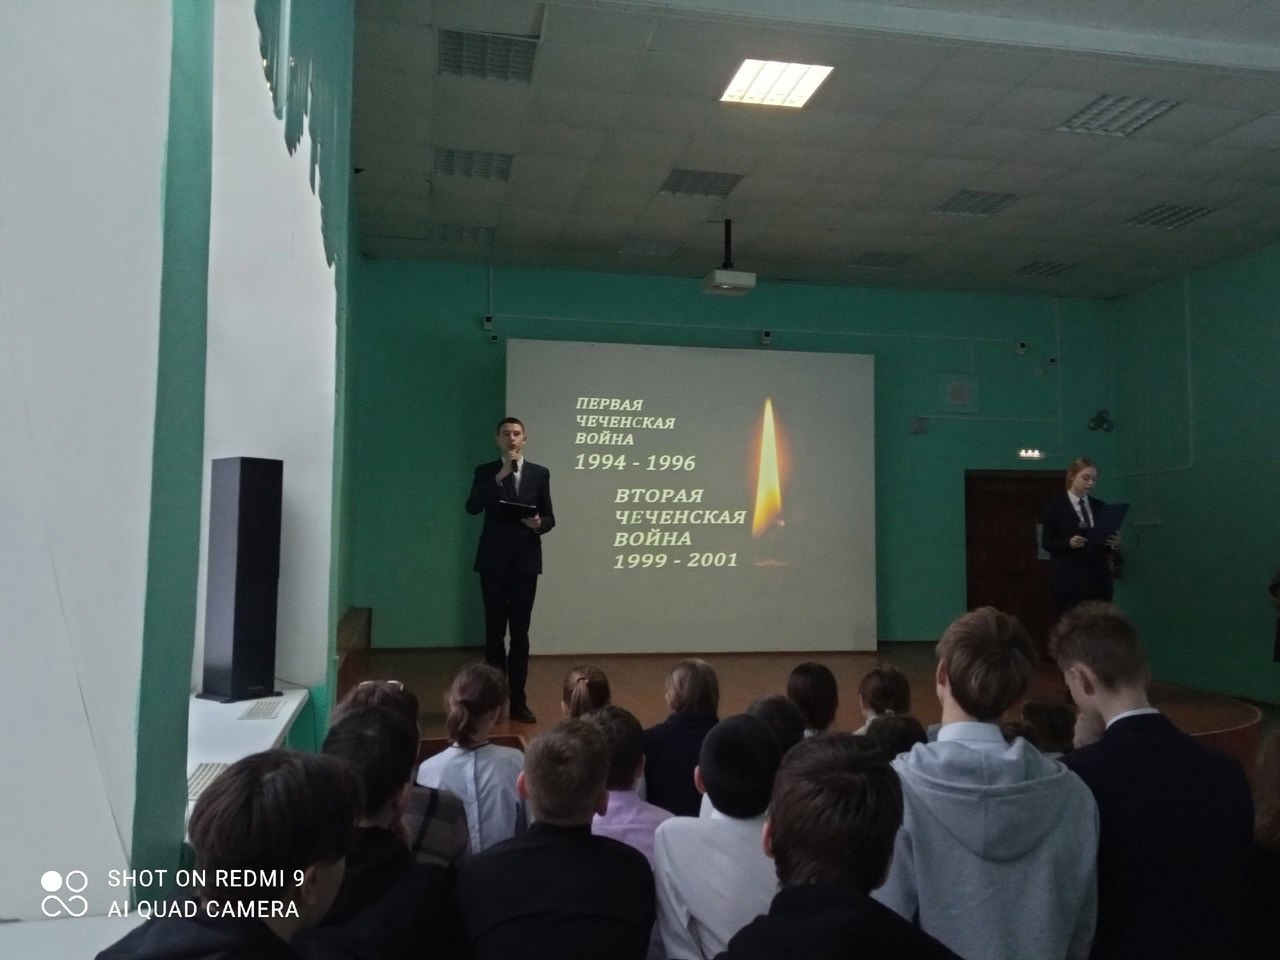 ПЕРВАЯ
ЧЕЧЕНСКАЯ
ВОЙНА
1994 - 1996
ВТОРАЯ
ЧЕЧЕНСКАЯ
ВОЙНА
1999 - 2001
SHOT ON REDMI 9
AI QUAD CAMERA